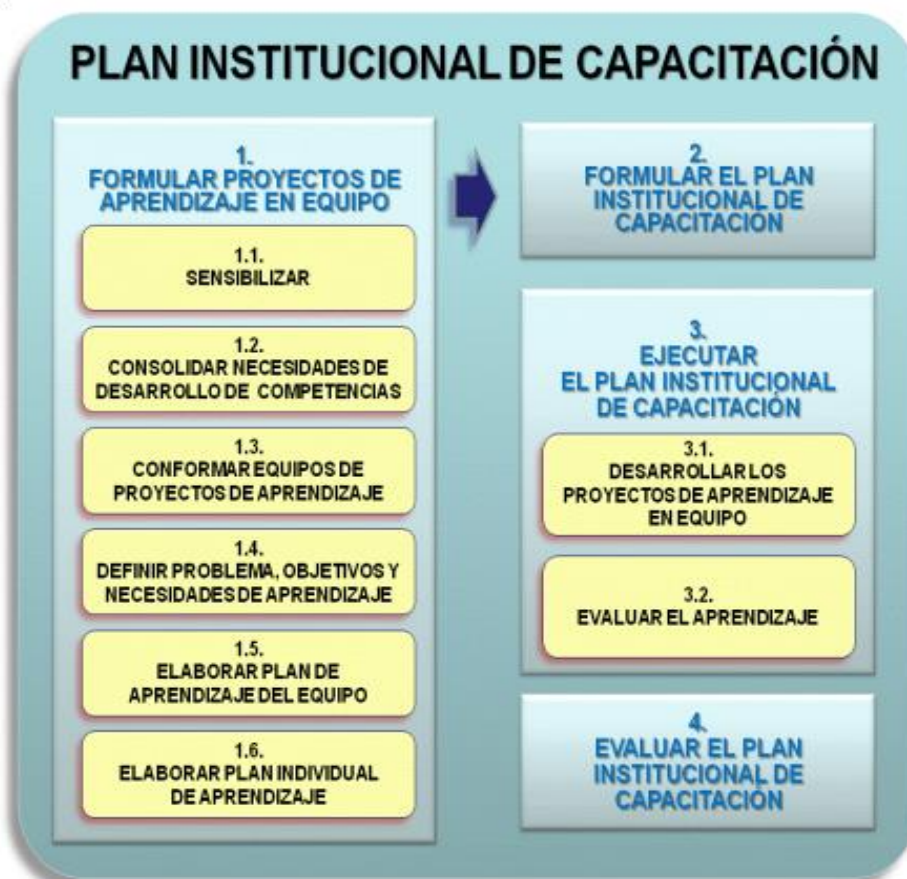 PLAN INSTITUCIONAL DE CAPACITACIÓN
1.
FORMULAR PROYECTOS DE
APRENDIZAJE EN EQUIPO
1.1.
SENSIBILIZAR
1.2.
CONSOLIDAR NECESIDADES DE
DESARROLLO DE COMPETENCIAS
1.3.
CONFORMAR EQUIPOS DE
PROYECTOS DE APRENDIZAJE
1.4.
DEFINIR PROBLEMA, OBJETIVOS Y
NECESIDADES DE APRENDIZAJE
1.5.
ELABORAR PLAN DE
APRENDIZAJE DEL EQUIPO
1.6.
ELABORAR PLAN INDIVIDUAL
DE APRENDIZAJE
2.
FORMULAR EL PLAN
INSTITUCIONAL DE
CAPACITACIÓN
3.
EJECUTAR
EL PLAN INSTITUCIONAL
DE CAPACITACIÓN
3.1.
DESARROLLAR LOS
PROYECTOS DE APRENDIZAJE
EN EQUIPO
3.2.
EVALUAR EL APRENDIZAJE
4.
EVALUAR EL PLAN
INSTITUCIONAL DE
CAPACITACIÓN